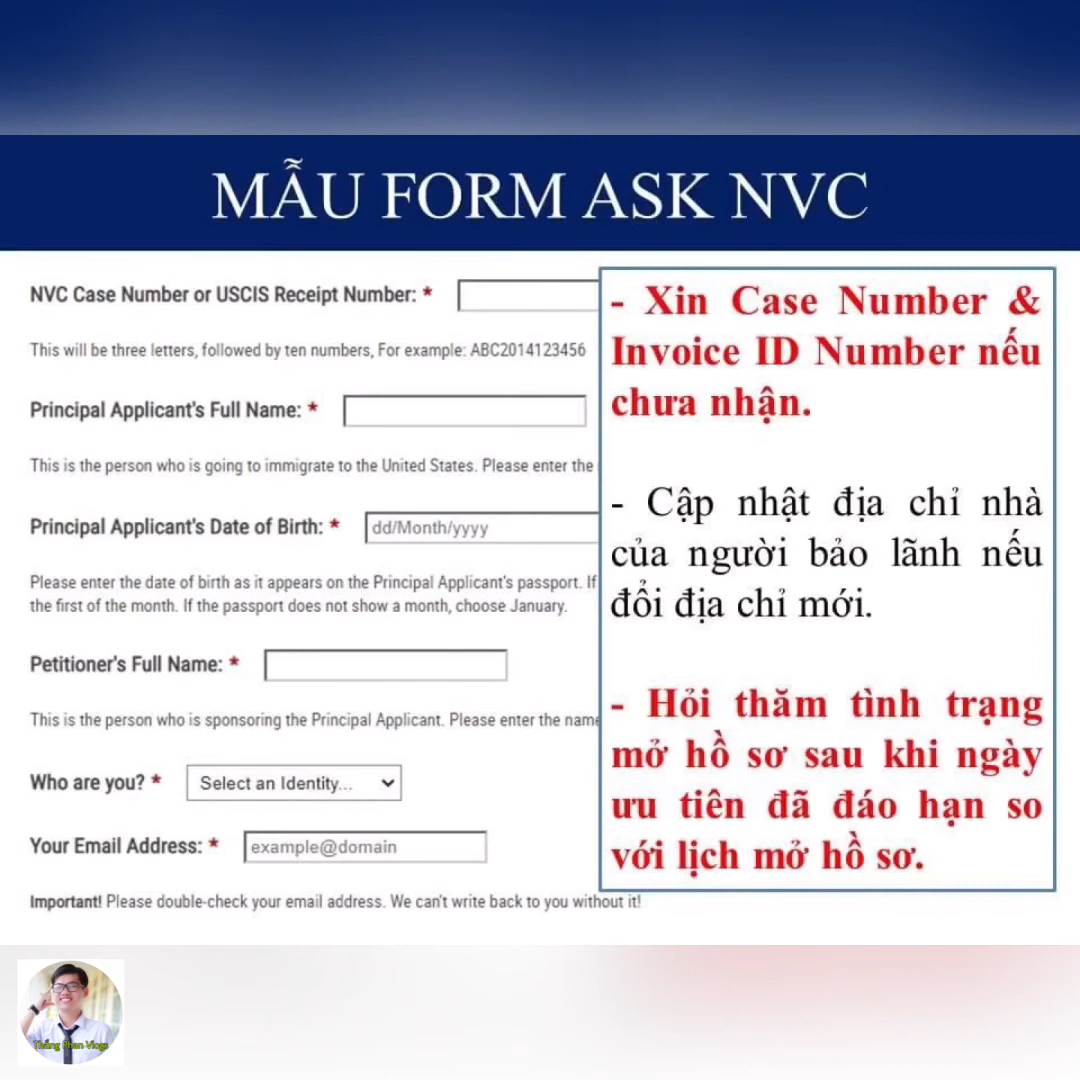 MẪU FORM ASK NVC
NVC Case Number or USCIS Receipt Number: *
This will be three letters, followed by ten numbers, For example: ABC2014123456
Principal Applicant's Full Name: *
This is the person who is going to immigrate to the United States. Please enter the
Principal Applicant's Date of Birth: *
dd/Month/yyyy
Please enter the date of birth as it appears on the Principal Applicant's passport. If
the first of the month. If the passport does not show a month, choose January.
Petitioner's Full Name: *
This is the person who is sponsoring the Principal Applicant. Please enter the name
Who are you? *
Select an Identity...
Your Email Address: *
example@domain
Important! Please double-check your email address. We can't write back to you without it!
- Xin Case Number &
Invoice ID Number nếu
chưa nhận.
- Cập nhật địa chỉ nhà
của người bảo lãnh nếu
đổi địa chỉ mới.
- Hỏi thăm tình trạng
mở hồ sơ sau khi ngày
ưu tiên đã đáo hạn so
với lịch mở hồ sơ.
Thắng Phan Vlogs